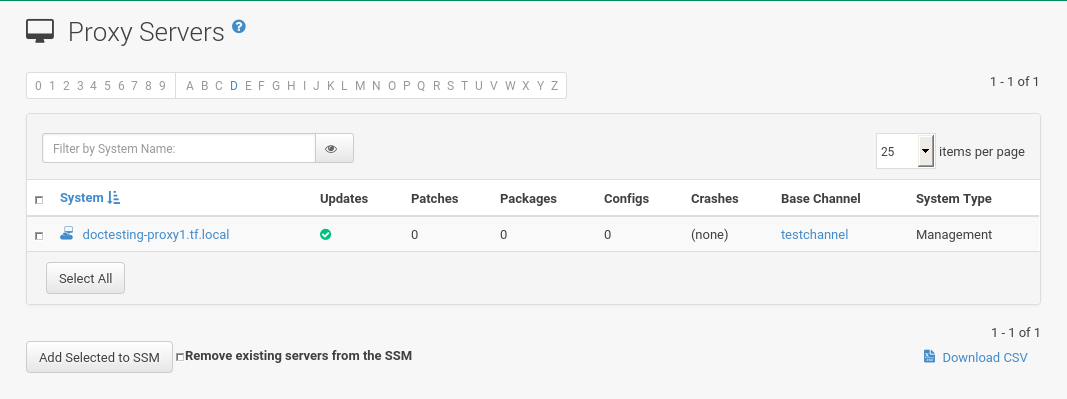 Proxy Servers ?
0 1 2 3 4 5 6 7 8 9 A B C D E F G H I J K L M N O P Q R S T U V W X Y Z
1 - 1 of 1
Filter by System Name:
25 items per page
System Updates Patches Packages Configs Crashes Base Channel System Type
doctesting-proxy1.tf.local 0 0 0 (none) testchannel Management
Select All
1 - 1 of 1
Add Selected to SSM Remove existing servers from the SSM
Download CSV